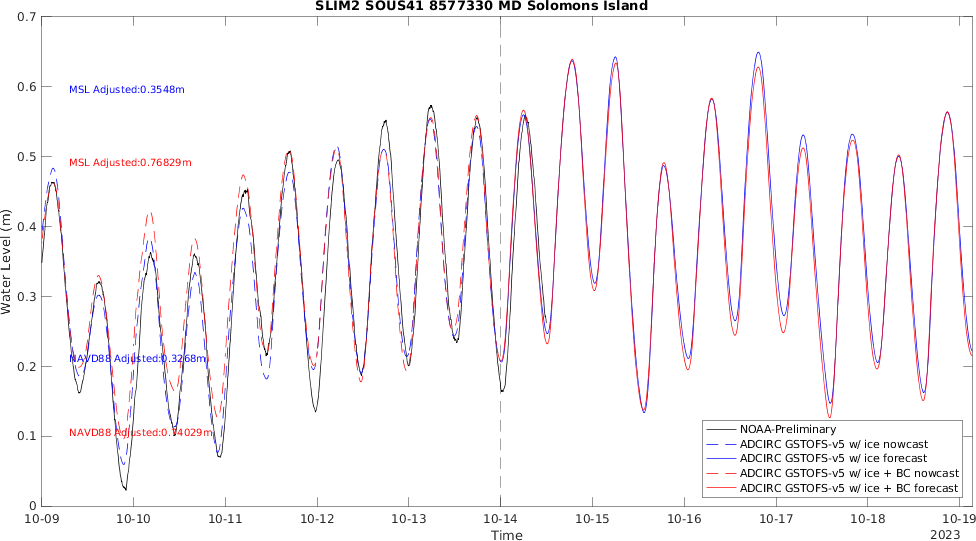 SLIM2 SOUS41 8577330 MD Solomons Island
0.7
0.6
0.5
0.4
0.3
0.2
0.1
0
Water Level (m)
MSL Adjusted:0.3548m
MSL Adjusted:0.76829m
NAVD88 Adjusted:0.3268m
NAVD88 Adjusted:0.74029m
NOAA-Preliminary
ADCIRC GSTOFS-v5 w/ ice nowcast
ADCIRC GSTOFS-v5 w/ ice forecast
ADCIRC GSTOFS-v5 w/ ice + BC nowcast
ADCIRC GSTOFS-v5 w/ ice + BC forecast
10-09 10-10 10-11 10-12 10-13 10-14 10-15 10-16 10-17 10-18 10-19
Time
2023